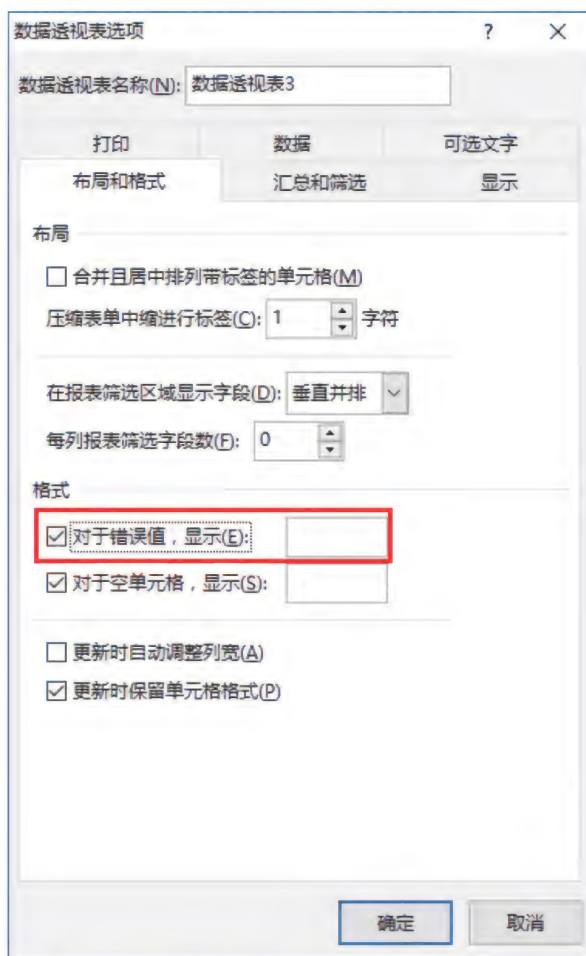 数据透视表选项 ?
数据透视表名称(N): 数据透视表3
打印 数据 可选文字
布局和格式 汇总和筛选 显示
布局
合并且居中排列带标签的单元格(M)
压缩表单中缩进行标签(C): 1 字符
在报表筛选区域显示字段(D): 垂直并排
每列报表筛选字段数(F): 0
格式
对于错误值，显示(E):
对于空单元格，显示(S):
更新时自动调整列宽(A)
更新时保留单元格格式(P)
确定 取消